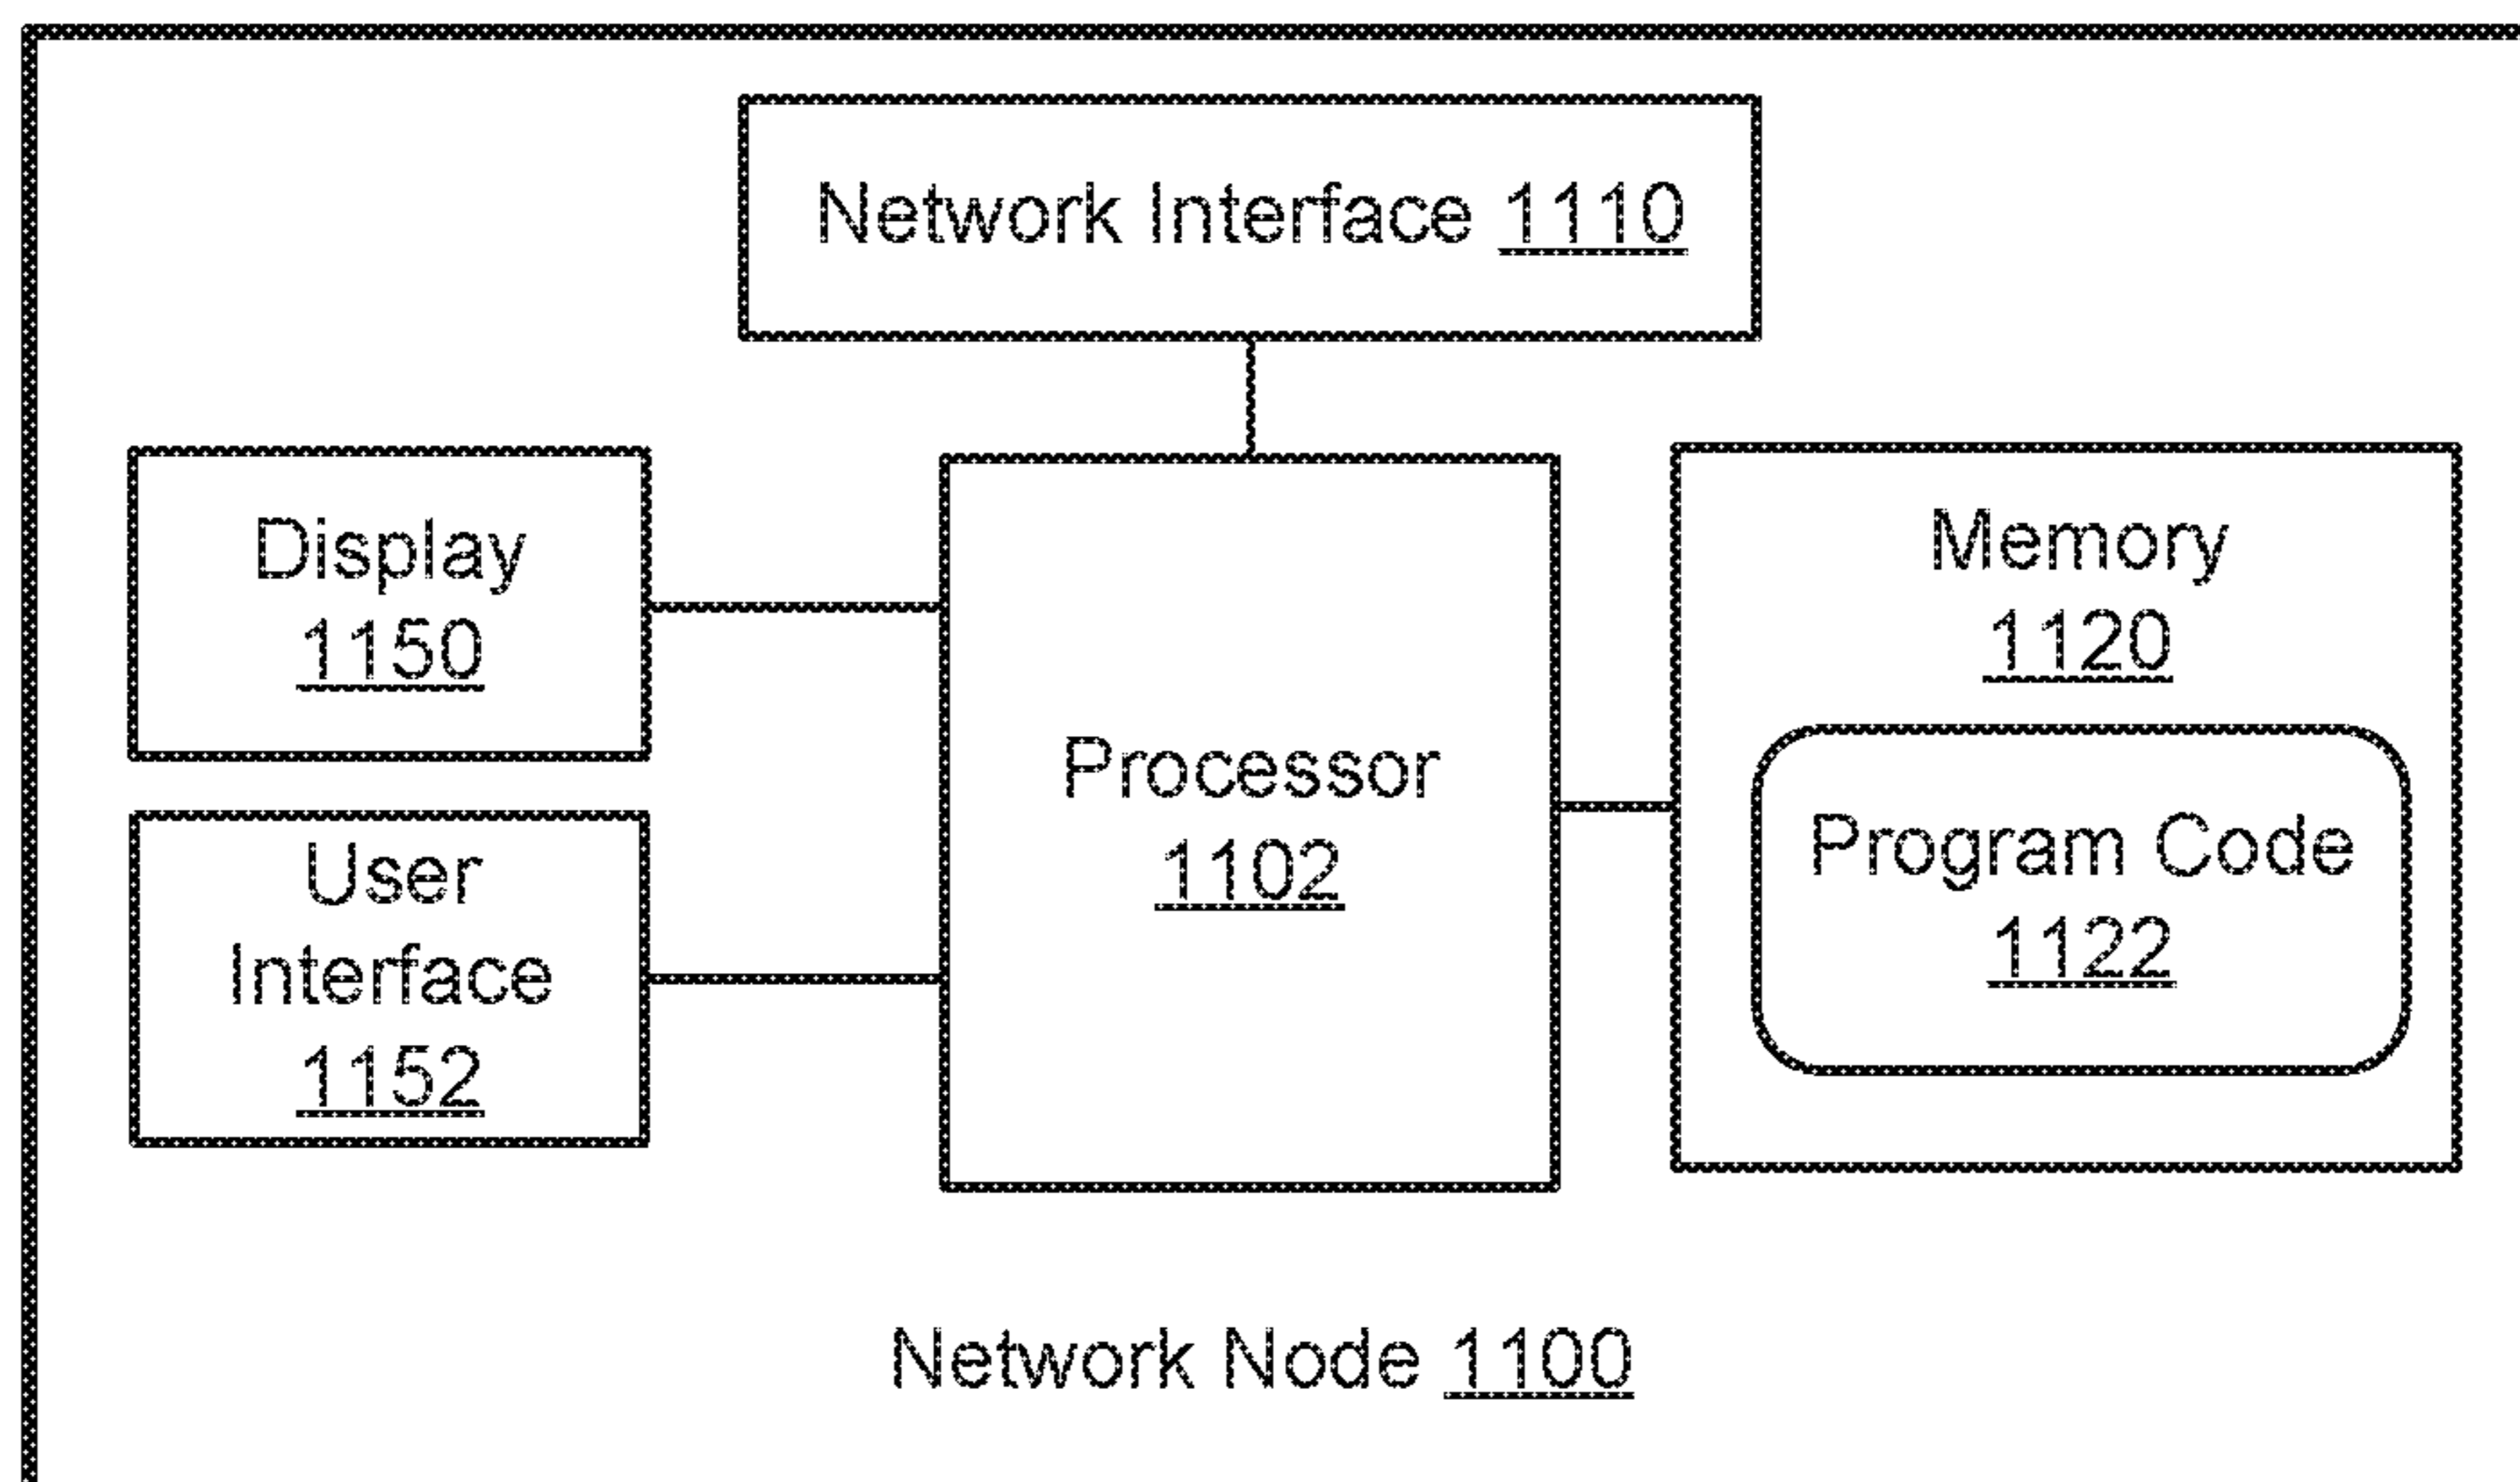 Network Interface 1110
Display
1150
User
Interface
1152
Processor
1102
Memory
1120
Program Code
1122
Network Node 1100